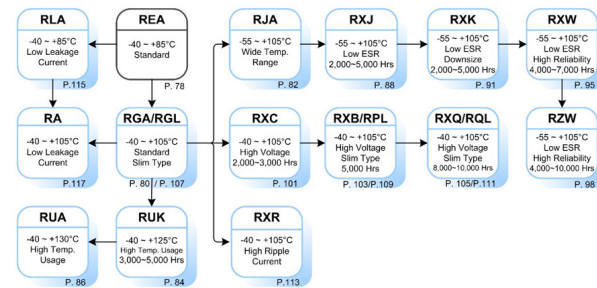 RLA
-40 ~ +85°C
Low Leakage
Current
P.115
REA
-40 ~ +85°C
Standard
P. 78
RJA
-55 ~ +105°C
Wide Temp.
Range
P. 82
RXJ
-55 ~ +105°C
Low ESR
2,000~5,000 Hrs
P. 88
RXK
-55 ~ +105°C
Low ESR
Downsize
2,000~5,000 Hrs
P. 91
RXW
-55 ~ +105°C
Low ESR
High Reliability
4,000~7,000 Hrs
P. 95
RA
-40 ~ +105°C
Low Leakage
Current
P.117
RGA/RGL
-40 ~ +105°C
Standard
Slim Type
P. 80 / P. 107
RXC
-40 ~ +105°C
High Voltage
2,000~3,000 Hrs
P. 101
RXB/RPL
-40 ~ +105°C
High Voltage
Slim Type
5,000 Hrs
P. 103/P.109
RXQ/RQL
-40 ~ +105°C
High Voltage
Slim Type
8,000~10,000 Hrs
P. 105/P.111
RZW
-55 ~ +105°C
Low ESR
High Reliability
4,000~10,000 Hrs
P. 98
RUA
-40 ~ +130°C
High Temp.
Usage
P. 86
RUK
-40 ~ +125°C
High Temp. Usage
3,000~5,000 Hrs
P. 84
RXR
-40 ~ +105°C
High Ripple
Current
P.113